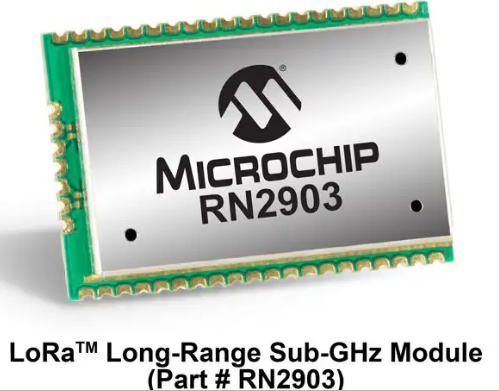 ®
MICROCHIP
RN2903
LoRa™ Long-Range Sub-GHz Module
(Part # RN2903)